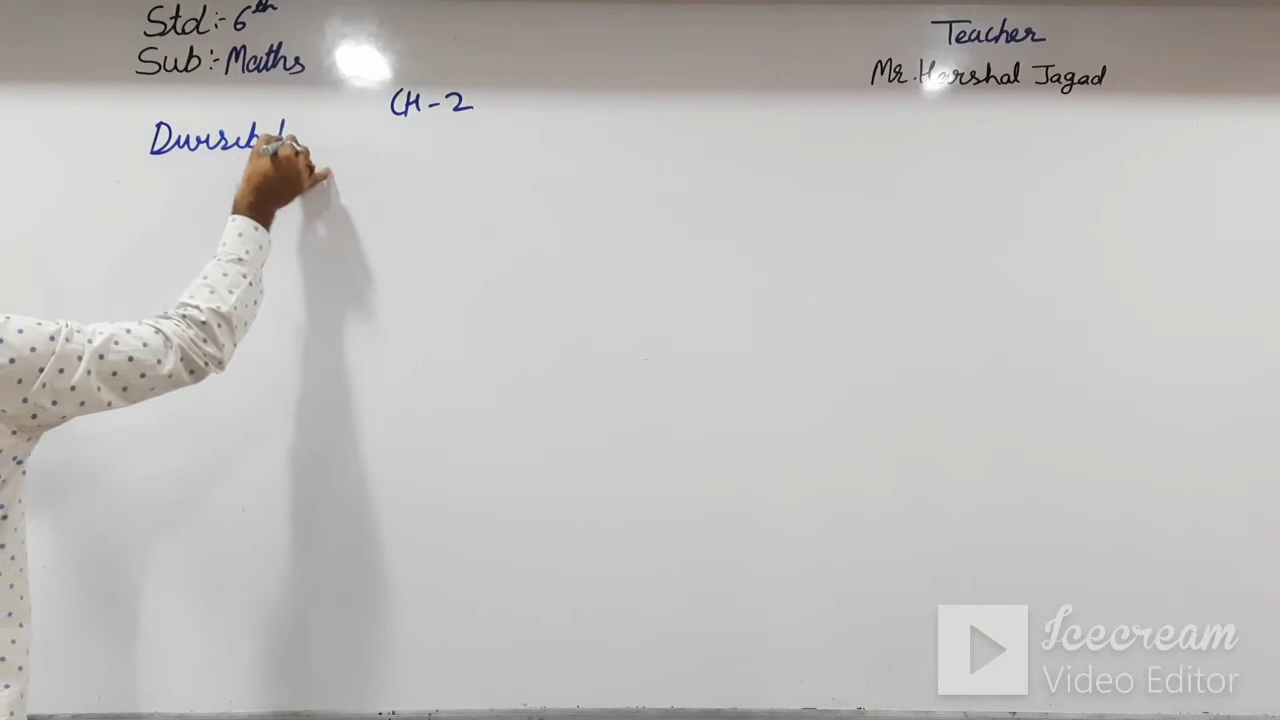 Std:- 6th
Sub:- Maths
Teacher
Mr. Harshal Jagad
CH-2
Icecream
Video Editor